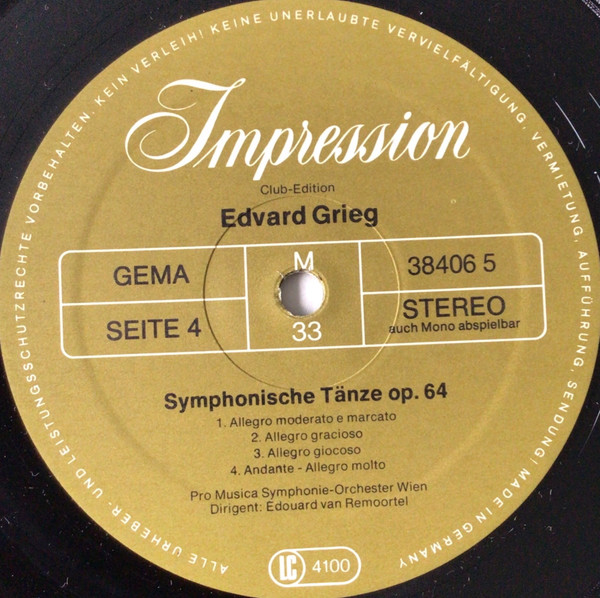 ALLE URHEBER- UND LEISTUNGSSCHUTZRECHTE VORBEHALTEN. KEIN VERLEIH! KEINE UNERLAUBTE VERVIELFÄLTIGUNG, VERMIETUNG, AUFFÜHRUNG, SENDUNG! MADE IN GERMANY
Impression
Club-Edition
Edvard Grieg
GEMA M 38406 5
SEITE 4 33 STEREO
auch Mono abspielbar
Symphonische Tänze op. 64
1. Allegro moderato e marcato
2. Allegro gracioso
3. Allegro giocoso
4. Andante - Allegro molto
Pro Musica Symphonie-Orchester Wien
Dirigent: Edouard van Remoortel
LC 4100